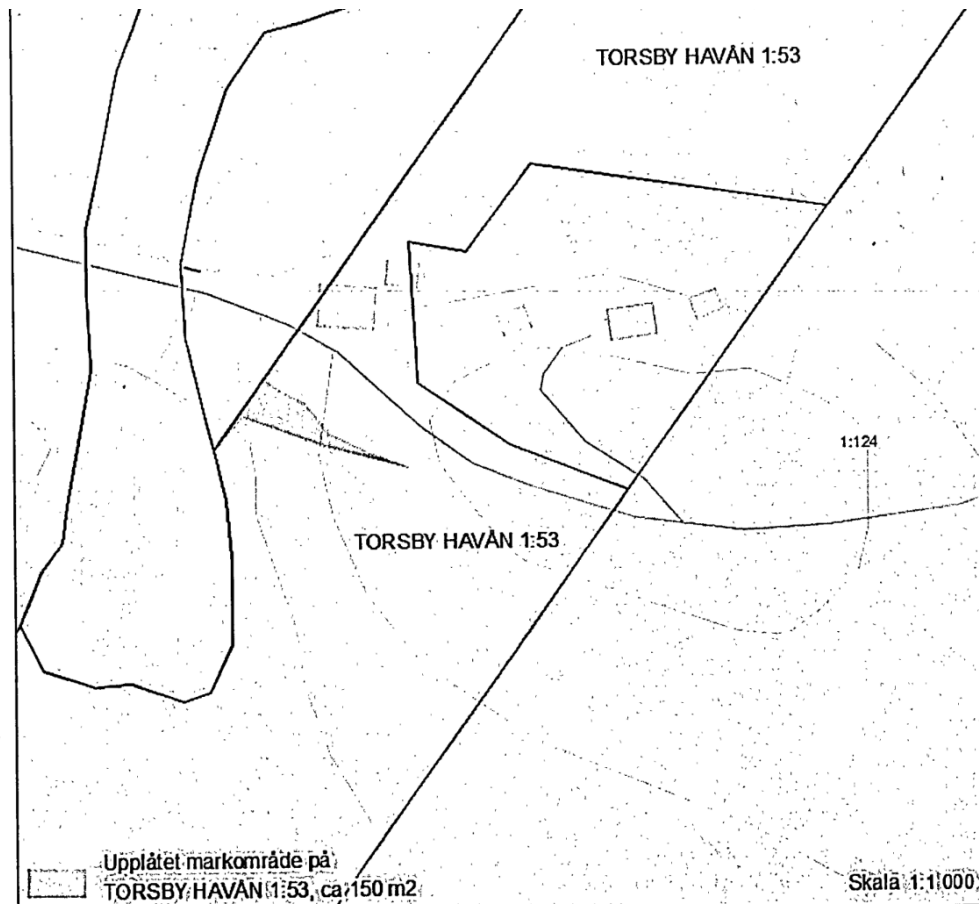 TORSBY HAVÅN 1:53
1:124
TORSBY HAVÅN 1:53
Upplåtet markområde på
TORSBY HAVÅN 1:53, ca 150 m2
Skala 1:1 000